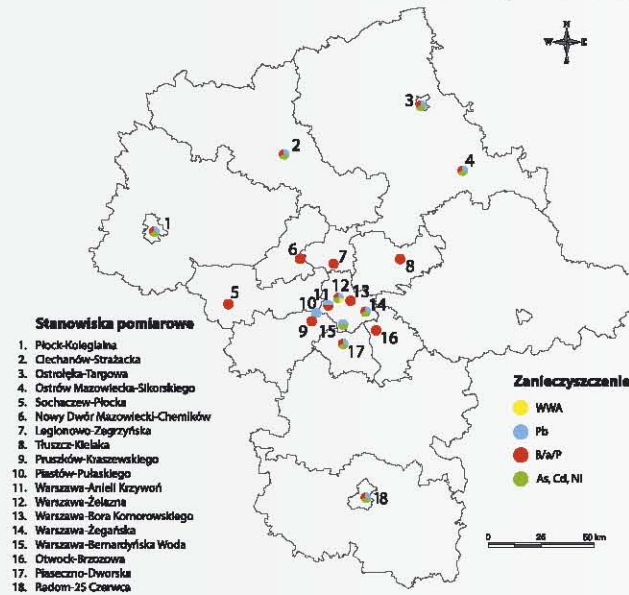 N
W E
S
3
2
4
1
6
7
8
5
12
11
13
10
14
9
15
16
17
18
Stanowiska pomiarowe
1. Płock-Kolegialna
2. Ciechanów-Strażacka
3. Ostrołęka-Targowa
4. Ostrów Mazowiecka-Sikorskiego
5. Sochaczew-Płocka
6. Nowy Dwór Mazowiecki-Chemików
7. Legionowo-Zegrzyńska
8. Tłuszcz-Kielaka
9. Pruszków-Kraszewskiego
10. Piastów-Pułaskiego
11. Warszawa-Anieli Krzywoń
12. Warszawa-Żelazna
13. Warszawa-Bora Komorowskiego
14. Warszawa-Żegańska
15. Warszawa-Bernardyńska Woda
16. Otwock-Brzozowa
17. Piaseczno-Dworska
18. Radom-25 Czerwca
Zanieczyszczenie
WWA
Pb
B/a/P
As, Cd, Ni
0 25 50 km